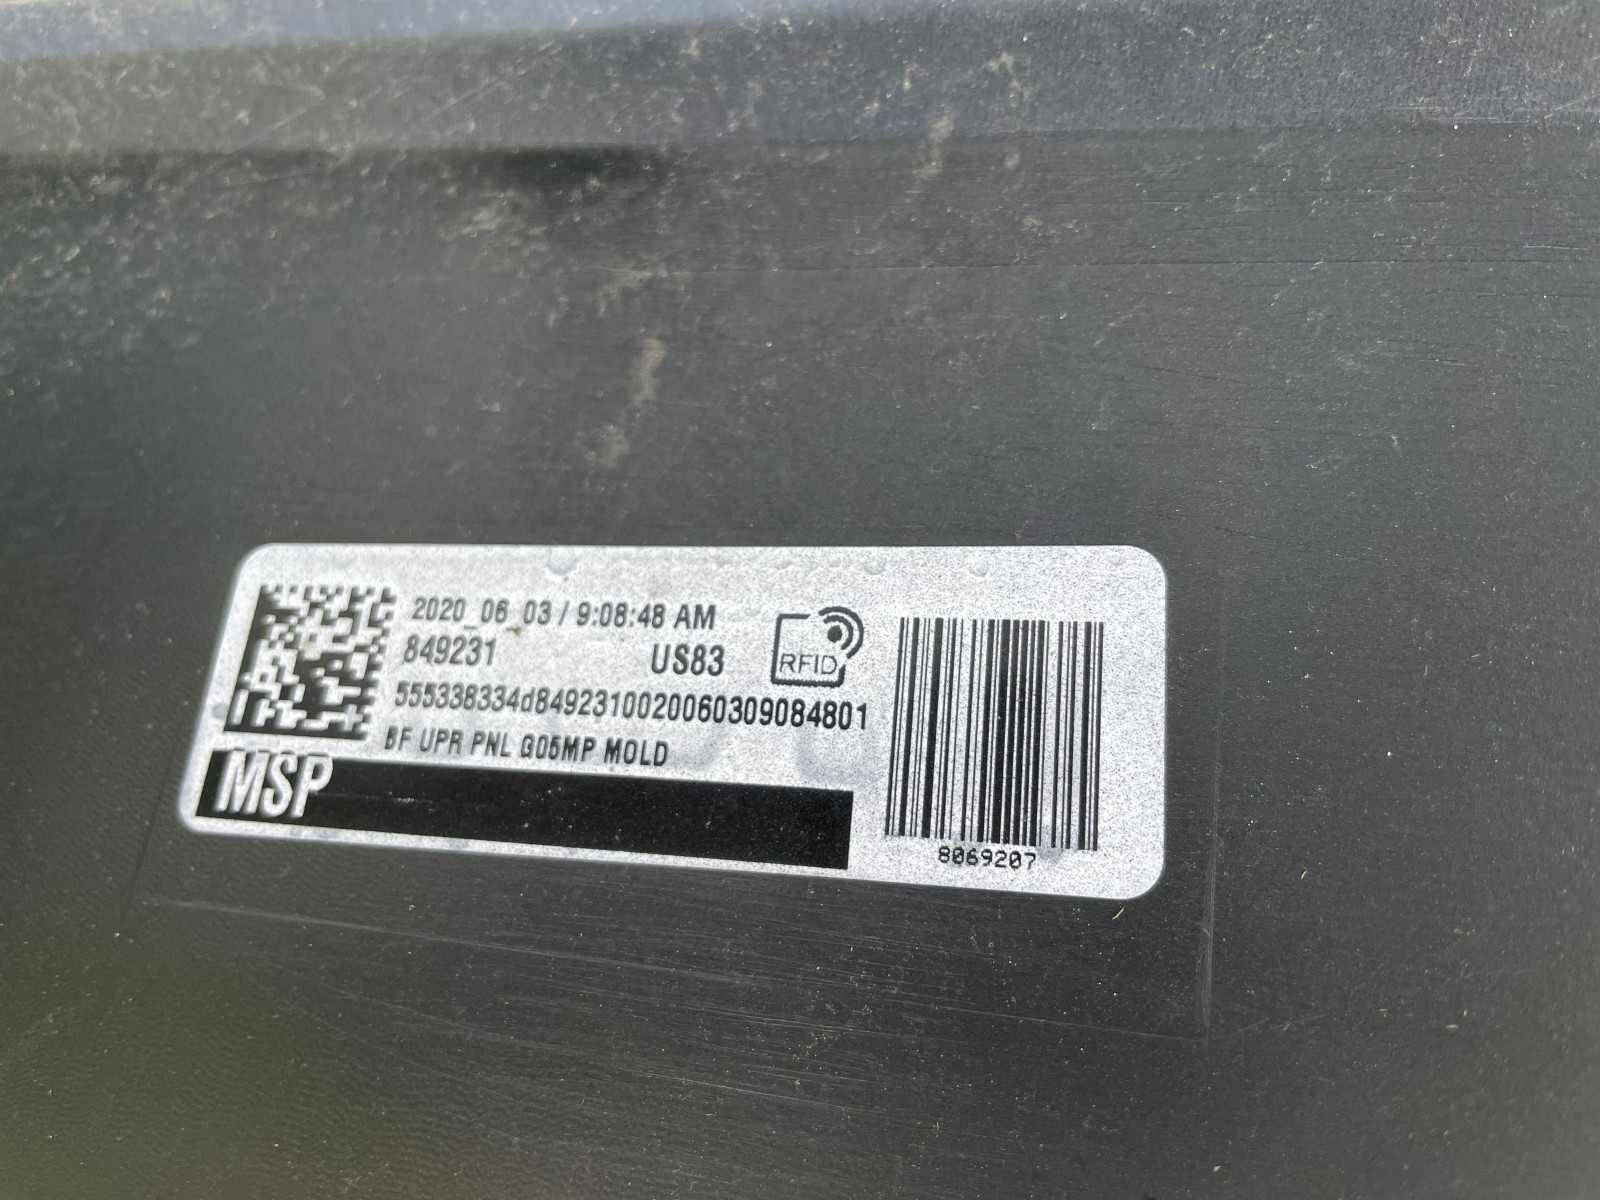 2020_06_03 / 9:08:48 AM
849231 US83
RFID
555338334d849231002006030908480​1
BF UPR PNL G05MP MOLD
MSP
8069207